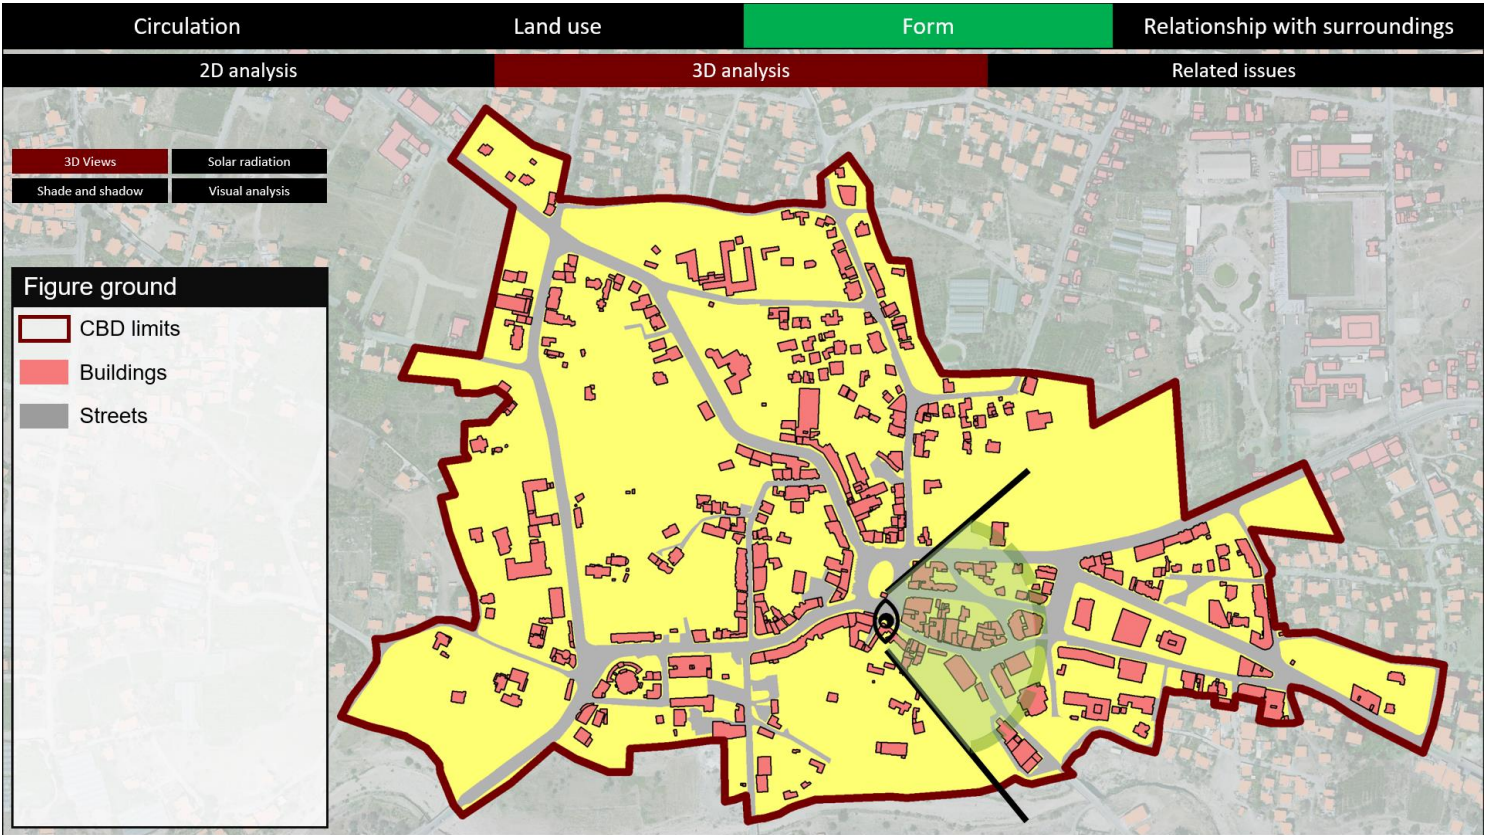 Circulation Land use Form Relationship with surroundings
2D analysis 3D analysis Related issues
3D Views Solar radiation
Shade and shadow Visual analysis
Figure ground
CBD limits
Buildings
Streets